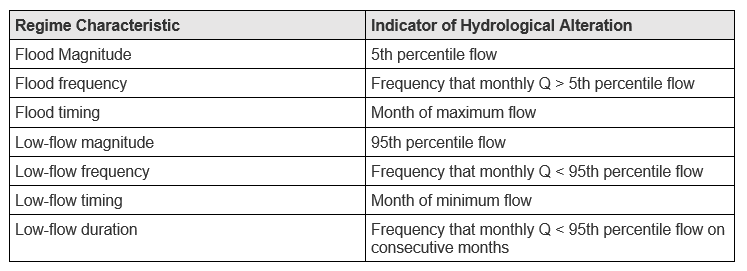 Regime Characteristic Indicator of Hydrological Alteration
Flood Magnitude 5th percentile flow
Flood frequency Frequency that monthly Q > 5th percentile flow
Flood timing Month of maximum flow
Low-flow magnitude 95th percentile flow
Low-flow frequency Frequency that monthly Q < 95th percentile flow
Low-flow timing Month of minimum flow
Low-flow duration Frequency that monthly Q < 95th percentile flow on
consecutive months